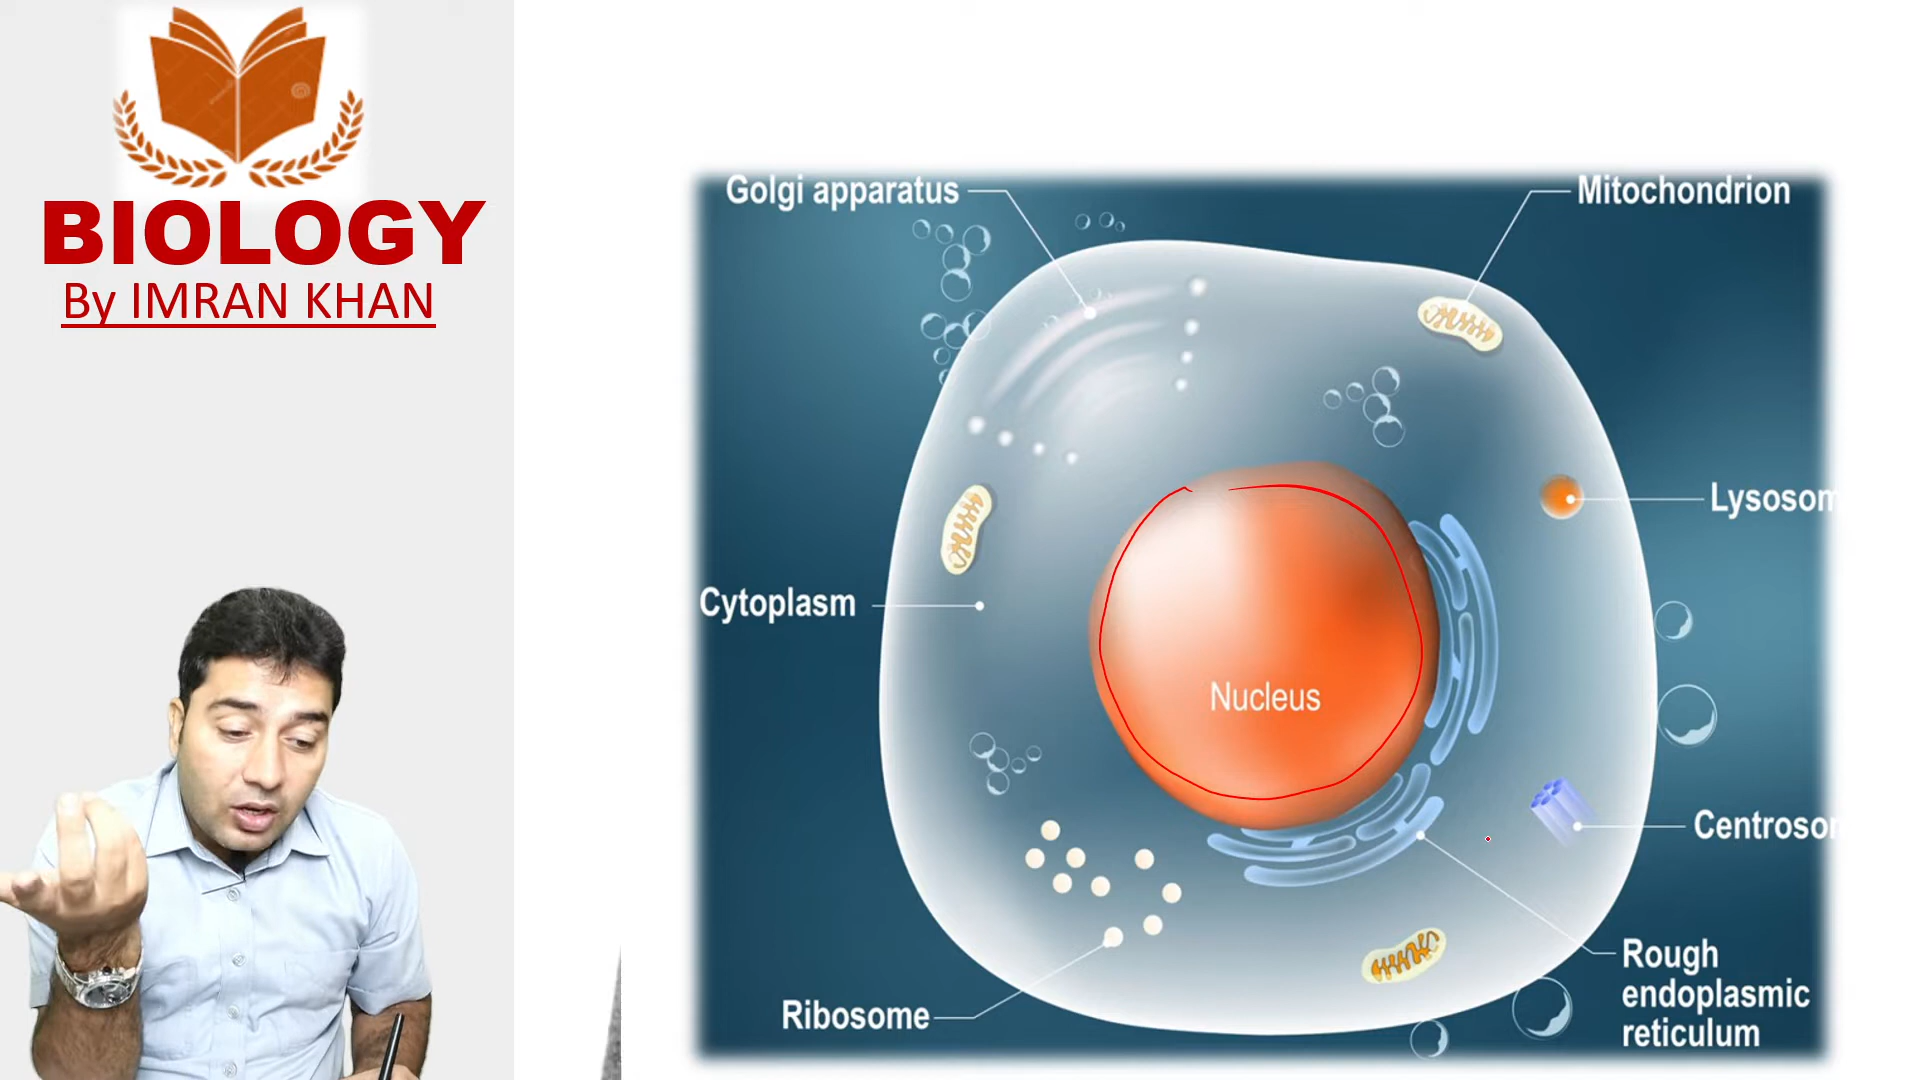 BIOLOGY
By IMRAN KHAN
Golgi apparatus
Mitochondrion
Lysosom
Cytoplasm
Nucleus
Centroso
Rough
endoplasmic
reticulum
Ribosome